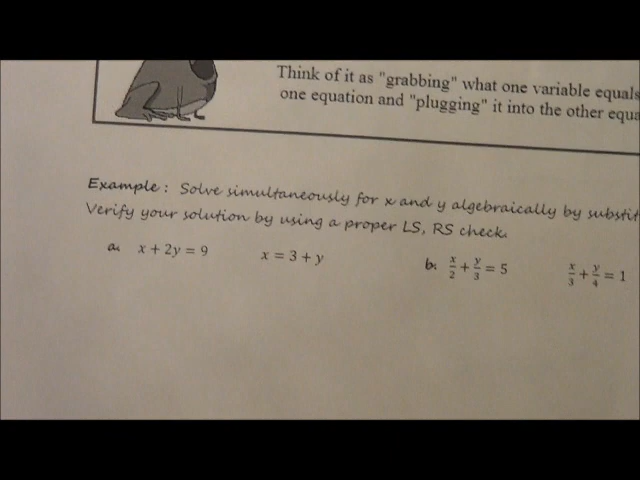 Think of it as "grabbing" what one variable equals
one equation and "plugging" it into the other
Example : Solve simultaneously for x and y algebraically by
Verify your solution by using a proper LS, RS check.
a. x + 2y = 9 x = 3 + y b. x/2 + y/3 = 5 x/3 + y/4 = 1